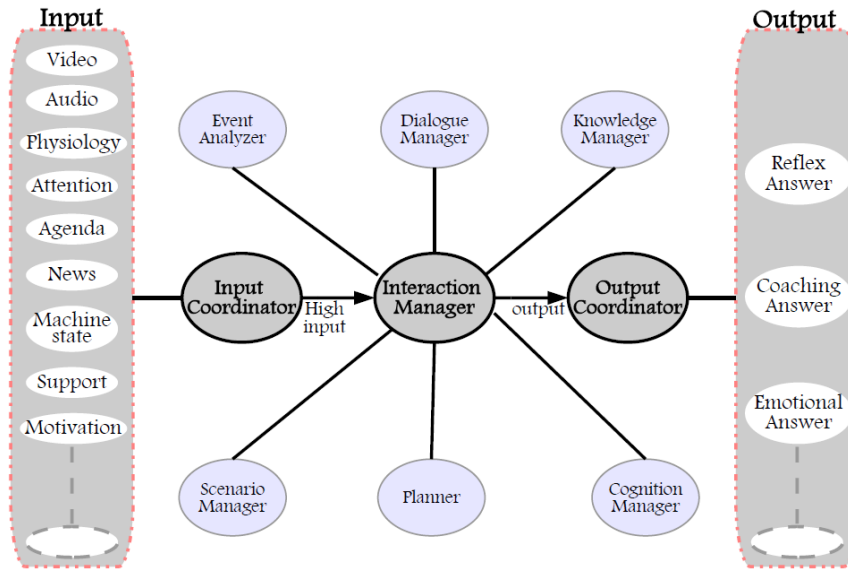 Input
Video
Audio
Physiology
Attention
Agenda
News
Machine
state
Support
Motivation
Event
Analyzer
Dialogue
Manager
Knowledge
Manager
Input
Coordinator
High
input
Interaction
Manager
output
Output
Coordinator
Scenario
Manager
Planner
Cognition
Manager
Output
Reflex
Answer
Coaching
Answer
Emotional
Answer